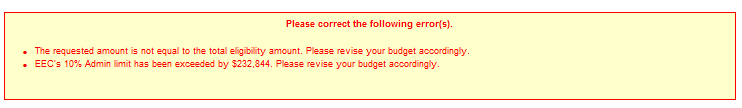 Please correct the following error(s).
The requested amount is not equal to the total eligibility amount. Please revise your budget accordingly.
EEC's 10% Admin limit has been exceeded by $232,844. Please revise your budget accordingly.